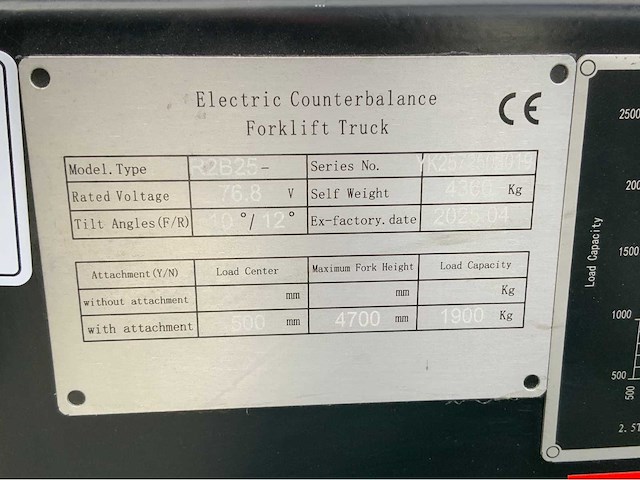 Electric Counterbalance
Forklift Truck
CE
Model.Type R2B25- Series No.
Rated Voltage 76.8 V Self Weight 4360 Kg
Tilt Angles(F/R) 10 °/ 12 ° Ex-factory.date 2025.04
Attachment(Y/N) Load Center Maximum Fork Height Load Capacity
without attachment mm mm Kg
with attachment 500 mm 4700 mm 1900 Kg
Load Capacity
2500
1500
1000
500
500